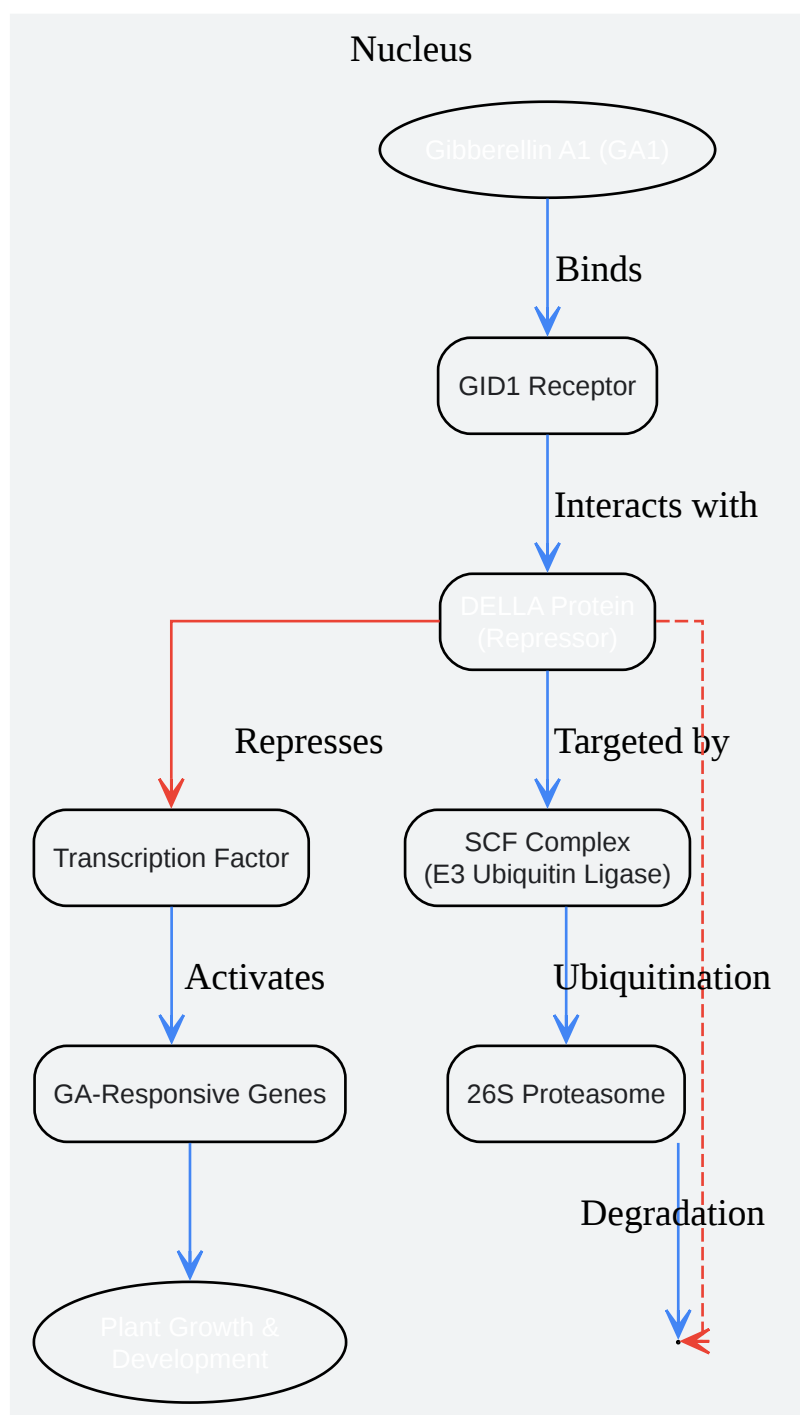 Nucleus
Gibberellin A1 (GA1)
Binds
GID1 Receptor
Interacts with
DELLA Protein
(Repressor)
Represses
Targeted by
Transcription Factor
SCF Complex
(E3 Ubiquitin Ligase)
Activates
Ubiquitination
GA-Responsive Genes
26S Proteasome
Degradation
Plant Growth &
Development